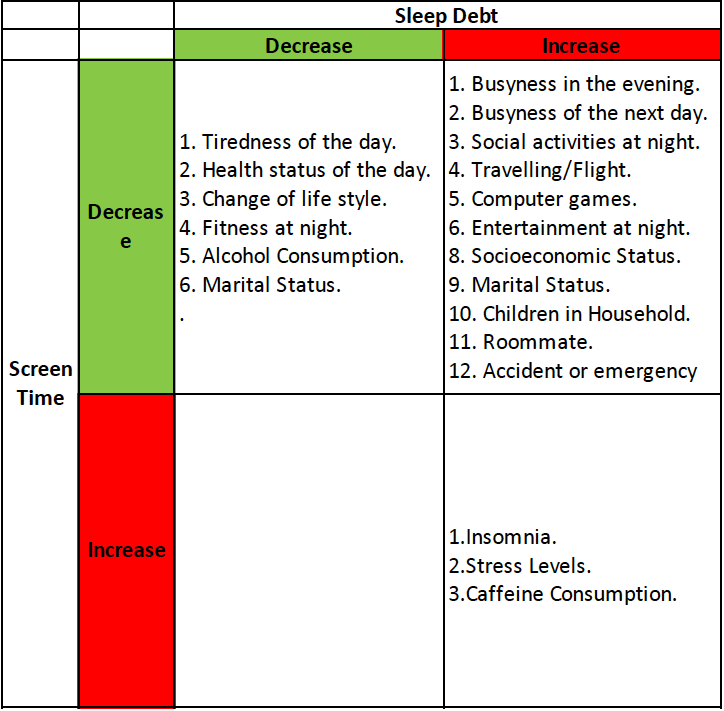 Sleep Debt
Decrease
Increase
Screen
Time
Decreas
e
1. Tiredness of the day.
2. Health status of the day.
3. Change of life style.
4. Fitness at night.
5. Alcohol Consumption.
6. Marital Status.
.
1. Busyness in the evening.
2. Busyness of the next day.
3. Social activities at night.
4. Travelling/Flight.
5. Computer games.
6. Entertainment at night.
8. Socioeconomic Status.
9. Marital Status.
10. Children in Household.
11. Roommate.
12. Accident or emergency
Increase
1.Insomnia.
2.Stress Levels.
3.Caffeine Consumption.